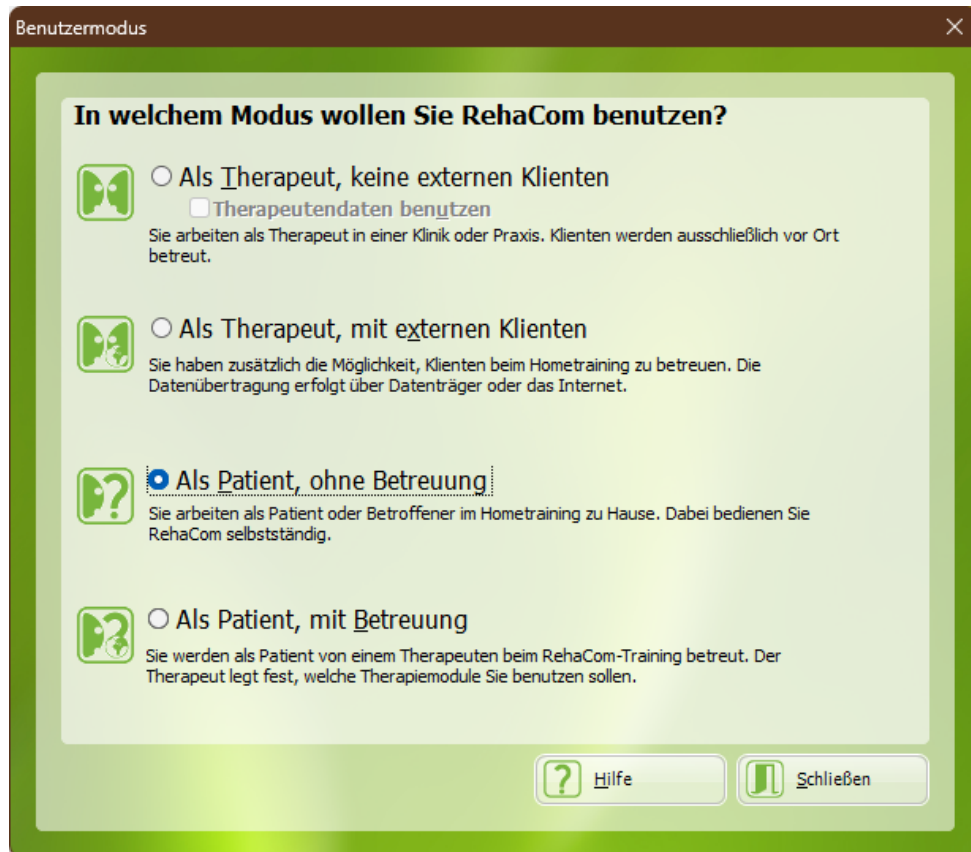 Benutzermodus
In welchem Modus wollen Sie RehaCom benutzen?
Als Therapeut, keine externen Klienten
Therapeutendaten benutzen
Sie arbeiten als Therapeut in einer Klinik oder Praxis. Klienten werden ausschließlich vor Ort
betreut.
Als Therapeut, mit externen Klienten
Sie haben zusätzlich die Möglichkeit, Klienten beim Hometraining zu betreuen. Die
Datenübertragung erfolgt über Datenträger oder das Internet.
Als Patient, ohne Betreuung
Sie arbeiten als Patient oder Betroffener im Hometraining zu Hause. Dabei bedienen Sie
RehaCom selbstständig.
Als Patient, mit Betreuung
Sie werden als Patient von einem Therapeuten beim RehaCom-Training betreut. Der
Therapeut legt fest, welche Therapiemodule Sie benutzen sollen.
Hilfe
Schließen